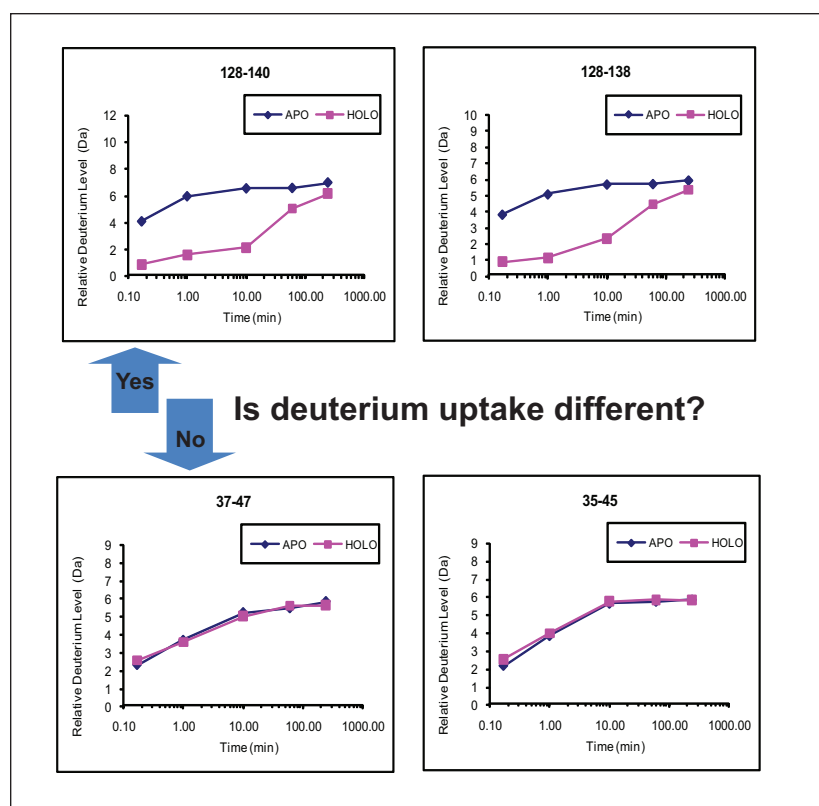 128-140
APO HOLO
Relative Deuterium Level (Da)
12
10
8
6
4
2
0
0.10 1.00 10.00 100.00 1000.00
Time (min)
128-138
APO HOLO
Relative Deuterium Level (Da)
10
9
8
7
6
5
4
3
2
1
0
0.10 1.00 10.00 100.00 1000.00
Time (min)
Yes
Is deuterium uptake different?
No
37-47
APO HOLO
Relative Deuterium Level (Da)
9
8
7
6
5
4
3
2
1
0
0.10 1.00 10.00 100.00 1000.00
Time (min)
35-45
APO HOLO
Relative Deuterium Level (Da)
9
8
7
6
5
4
3
2
1
0
0.10 1.00 10.00 100.00 1000.00
Time (min)